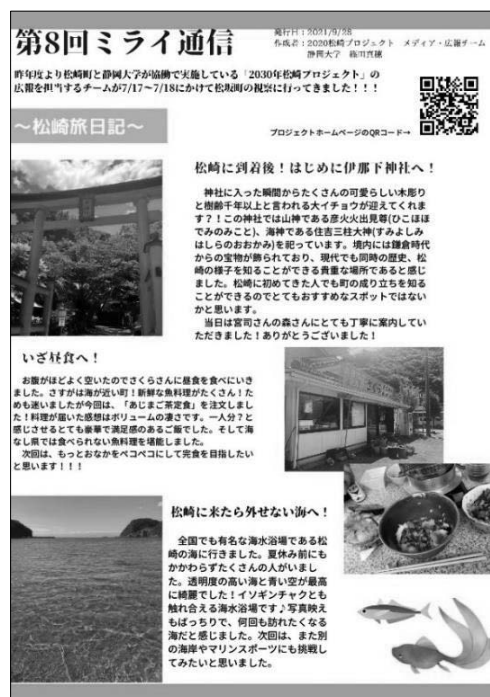 第8回ミライ通信
発行日：2021/9/28
作成者：2020松崎プロジェクト　メディア・広報チーム
静岡大学
昨年度より松崎町と静岡大学が協働で実施している「2030年松崎プロジェクト」の
広報を担当するチームが7/17～7/18にかけて松坂町の視察に行ってきました！！！
～松崎旅日記～
プロジェクトホームページのQRコード→
松崎に到着後！はじめに伊那下神社へ！
神社に入った瞬間からたくさんの可愛らしい木彫り
と樹齢千年以上と言われる大イチョウが迎えてくれま
す？！この神社では山神である彦火火出見尊(ひこほほ
でみのみこと)、海神である住吉三柱大神(すみよしみ
はしらのおおかみ)を祀っています。境内には鎌倉時代
からの宝物が飾られており、現代でも同時の歴史、松
崎の様子を知ることができる貴重な場所であると感じ
ました。松崎に初めてきた人でも町の成り立ちを知る
ことができるのでとてもおすすめなスポットではない
かと思います。
当日は宮司さんの森さんにとても丁寧に案内してい
ただきました！ありがとうございました！
いざ昼食へ！
お腹がほどよく空いたのでさくらさんに昼食を食べにいき
ました。さすがは海が近い町！新鮮な魚料理がたくさん！た
めも迷いましたが今回は、「あじまご茶定食」を注文しまし
た！料理が届いた感想はボリュームの凄さです。一人分？と
感じさせるとても豪華で満足感のあるご飯でした。そして海
なし県では食べられない魚料理を堪能しました。
次回は、もっとおなかをペコペコにして完食を目指したい
と思います！！！
松崎に来たら外せない海へ！
全国でも有名な海水浴場である松
崎の海に行きました。夏休み前にも
かかわらずたくさんの人がいまし
た。透明度の高い海と青い空が最高
に綺麗でした！イソギンチャクとも
触れ合える海水浴場です♪写真映え
もばっちりで、何回も訪れたくなる
海だと感じました。次回は、また別
の海岸やマリンスポーツにも挑戦し
てみたいと思いました。